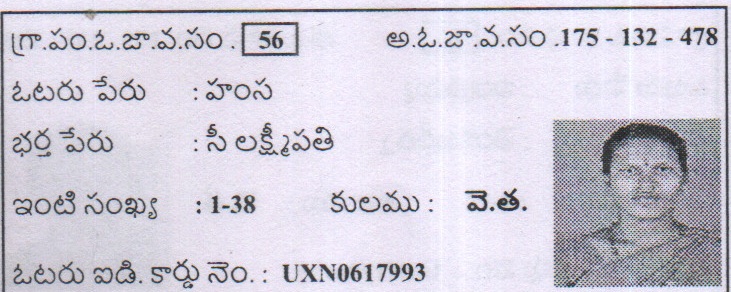 గ్రా.పం.ఓ.జా.వ.సం. 56 అ.ఓ.జా.వ.సం.175 - 132 - 478
ఓటరు పేరు : హంస
భర్త పేరు : సీ లక్ష్మీపతి
ఇంటి సంఖ్య : 1-38 కులము : వె.త.
ఓటరు ఐడి. కార్డు నెం. : UXN0617993